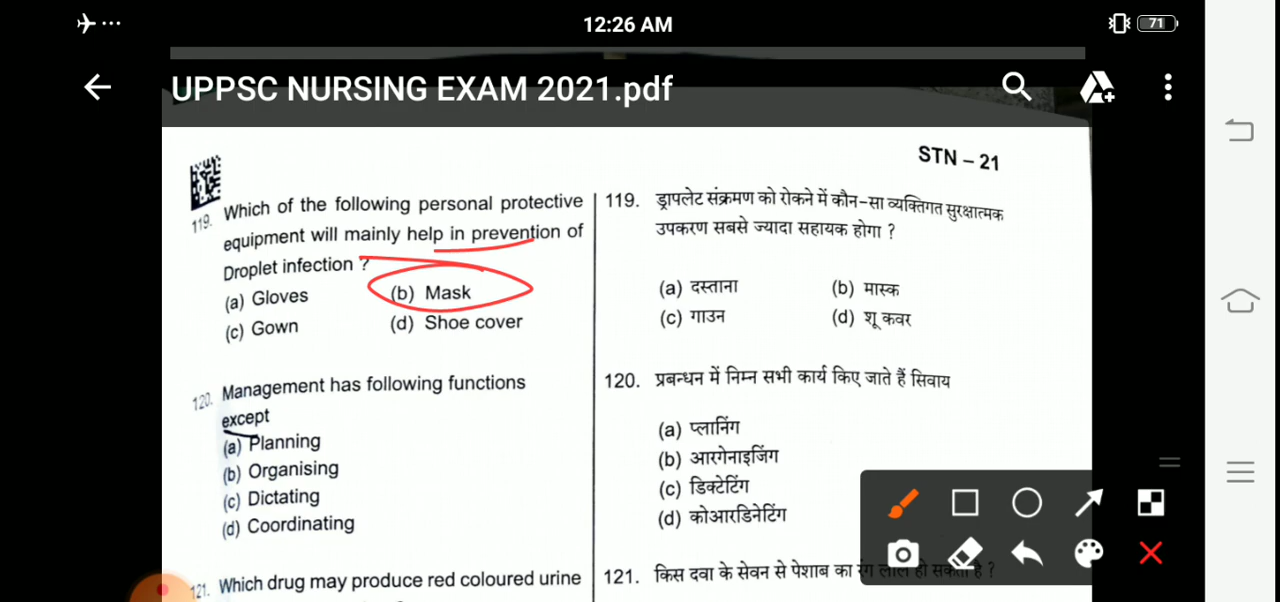 12:26 AM
71
UPPSC NURSING EXAM 2021.pdf
STN – 21
119. Which of the following personal protective
equipment will mainly help in prevention of
Droplet infection ?
(a) Gloves (b) Mask
(c) Gown (d) Shoe cover
120. Management has following functions
except
(a) Planning
(b) Organising
(c) Dictating
(d) Coordinating
121. Which drug may produce red coloured urine
119. ड्रापलेट संक्रमण को रोकने में कौन-सा व्यक्तिगत सुरक्षात्मक
उपकरण सबसे ज्यादा सहायक होगा ?
(a) दस्ताना (b) मास्क
(c) गाउन (d) शू कवर
120. प्रबन्धन में निम्न सभी कार्य किए जाते हैं सिवाय
(a) प्लानिंग
(b) आरगेनाइजिंग
(c) डिक्टेटिंग
(d) कोआरडिनेटिंग
121. किस दवा के सेवन से पेशाब का रंग लाल हो सकता है ?